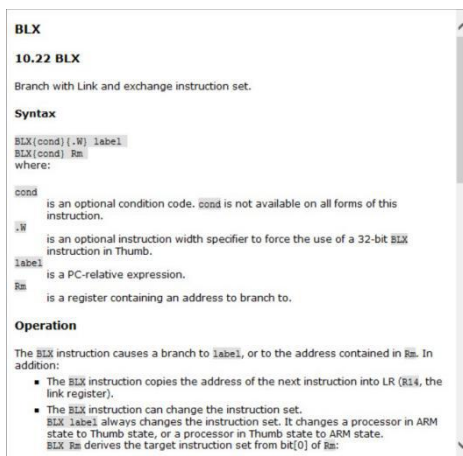 BLX
10.22 BLX
Branch with Link and exchange instruction set.
Syntax
BLX{cond}{.W} label
BLX{cond} Rm
where:
cond
is an optional condition code. cond is not available on all forms of this
instruction.
.W
is an optional instruction width specifier to force the use of a 32-bit BLX
instruction in Thumb.
label
is a PC-relative expression.
Rm
is a register containing an address to branch to.
Operation
The BLX instruction causes a branch to label, or to the address contained in Rm. In
addition:
▪ The BLX instruction copies the address of the next instruction into LR (R14, the
link register).
▪ The BLX instruction can change the instruction set.
BLX label always changes the instruction set. It changes a processor in ARM
state to Thumb state, or a processor in Thumb state to ARM state.
BLX Rm derives the target instruction set from bit[0] of Rm: